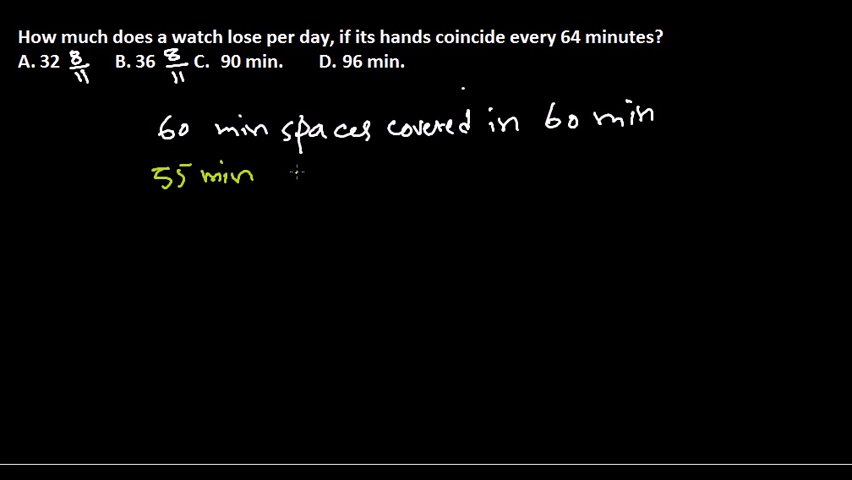 How much does a watch lose per day, if its hands coincide every 64 minutes?
A. 32 8/11 B. 36 8/11 C. 90 min. D. 96 min.
60 min spaces covered in 60 min
55 min